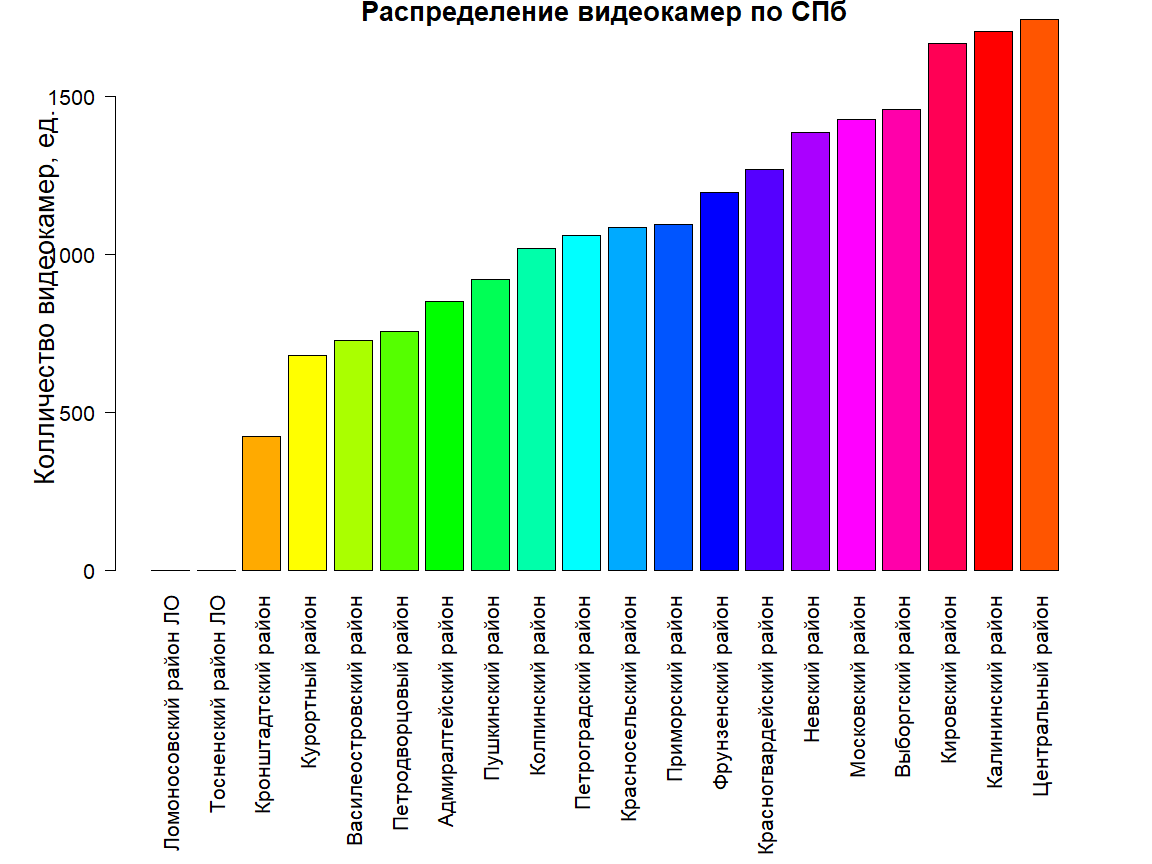 Распределение видеокамер по СПб
Колличество видеокамер, ед.
1500
1000
500
0
Ломоносовский район ЛО
Тосненский район ЛО
Кронштадтский район
Курортный район
Василеостровский район
Петродворцовый район
Адмиралтейский район
Пушкинский район
Колпинский район
Петроградский район
Красносельский район
Приморский район
Фрунзенский район
Красногвардейский район
Невский район
Московский район
Выборгский район
Кировский район
Калининский район
Центральный район